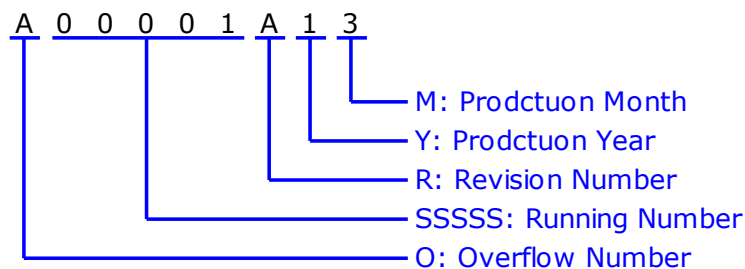 A 0 0 0 0 1 A 1 3
M: Prodctuon Month
Y: Prodctuon Year
R: Revision Number
SSSSS: Running Number
O: Overflow Number